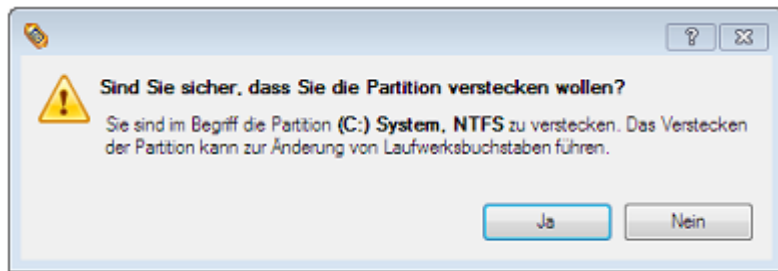 Sind Sie sicher, dass Sie die Partition verstecken wollen?
Sie sind im Begriff die Partition (C:) System, NTFS zu verstecken. Das Verstecken
der Partition kann zur Änderung von Laufwerksbuchstaben führen.
Ja Nein